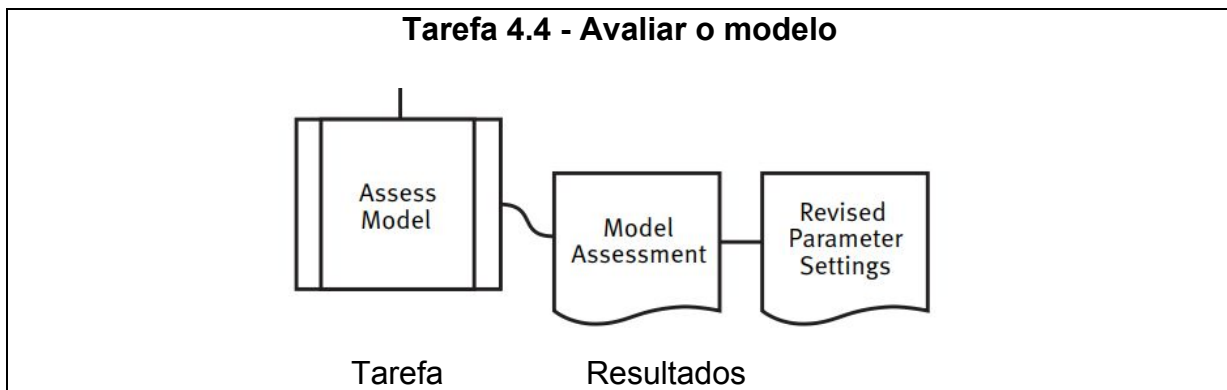 Tarefa 4.4 - Avaliar o modelo
Assess
Model
Model
Assessment
Revised
Parameter
Settings
Tarefa
Resultados